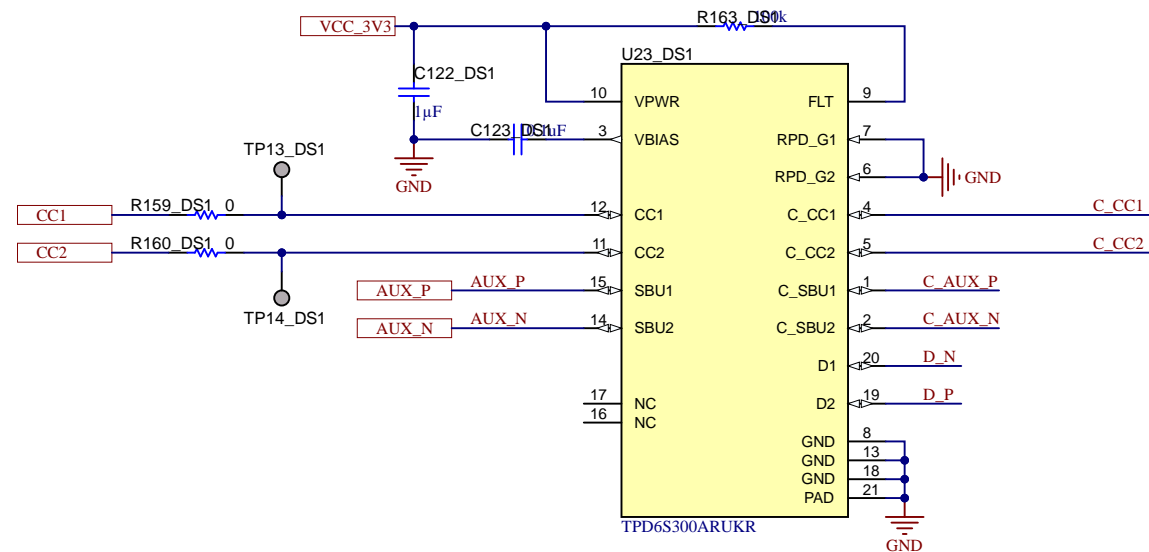 R163_DS1 100k
VCC_3V3
U23_DS1
C122_DS1
1µF
10 VPWR FLT 9
C123_DS1 0.1uF 3 VBIAS RPD_G1 7
TP13_DS1
GND
RPD_G2 6 GND
CC1 R159_DS1 0 12 CC1 C_CC1 4 C_CC1
CC2 R160_DS1 0 11 CC2 C_CC2 5 C_CC2
AUX_P AUX_P 15 SBU1 C_SBU1 1 C_AUX_P
TP14_DS1
AUX_N AUX_N 14 SBU2 C_SBU2 2 C_AUX_N
D1 20 D_N
17 NC D2 19 D_P
16 NC
GND 8
GND 13
GND 18
PAD 21
TPD6S300ARUKR
GND